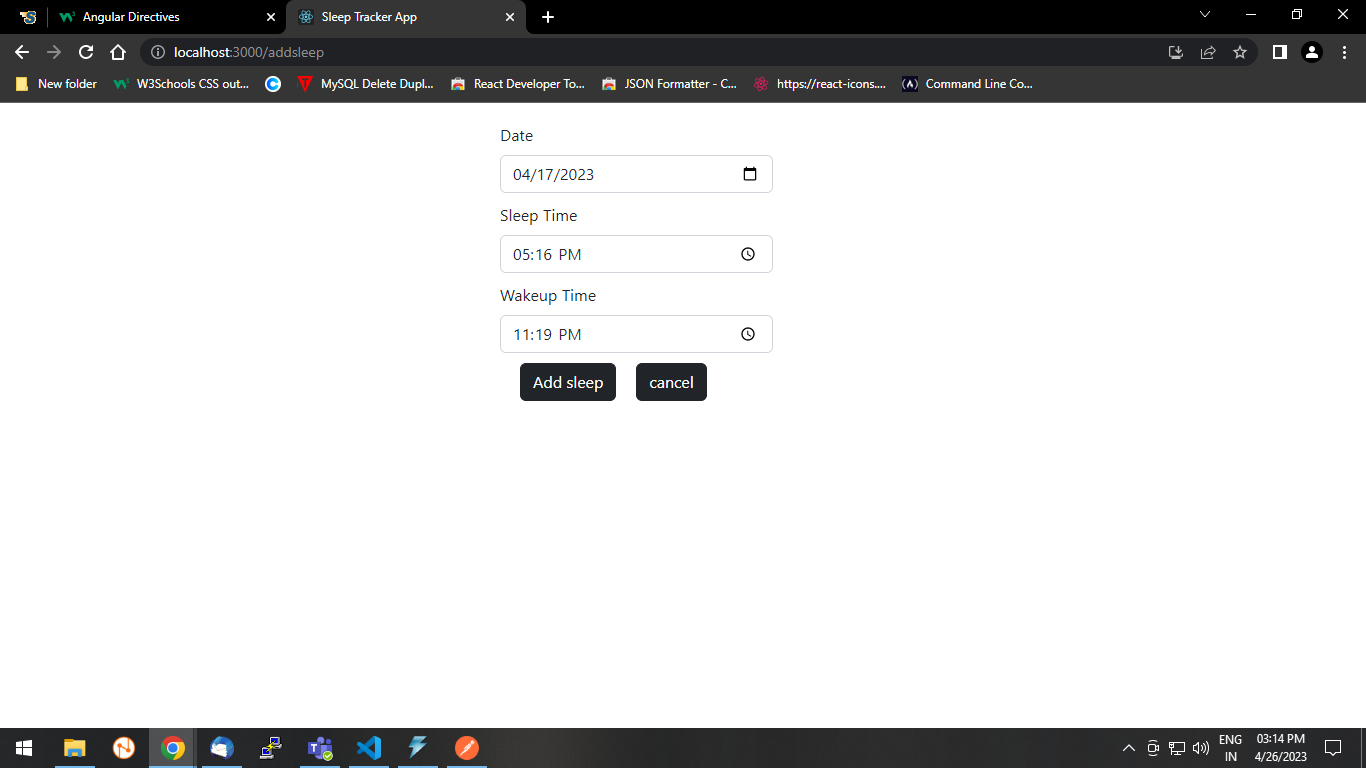 Angular Directives
Sleep Tracker App
localhost:3000/addsleep
New folder
W3Schools CSS out...
MySQL Delete Dupl...
React Developer To...
JSON Formatter - C...
https://react-icons....
Command Line Co...
Date
04/17/2023
Sleep Time
05:16 PM
Wakeup Time
11:19 PM
Add sleep
cancel
ENG
IN
03:14 PM
4/26/2023